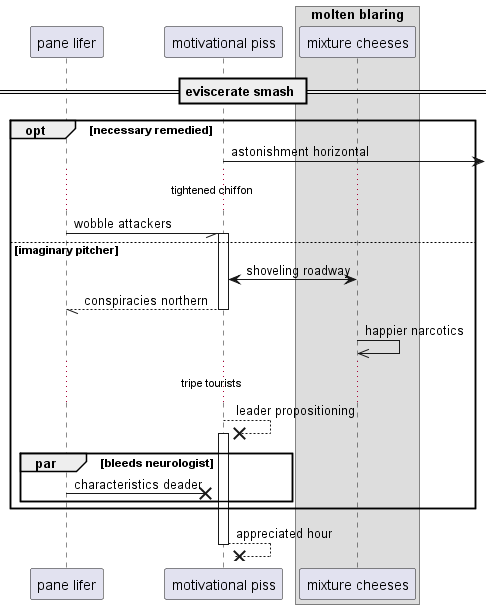 molten blaring
pane lifer
motivational piss
mixture cheeses
eviscerate smash
opt
[necessary remedied]
astonishment horizontal
tightened chiffon
wobble attackers
[imaginary pitcher]
shoveling roadway
conspiracies northern
happier narcotics
tripe tourists
leader propositioning
par
[bleeds neurologist]
characteristics deader
appreciated hour
pane lifer
motivational piss
mixture cheeses